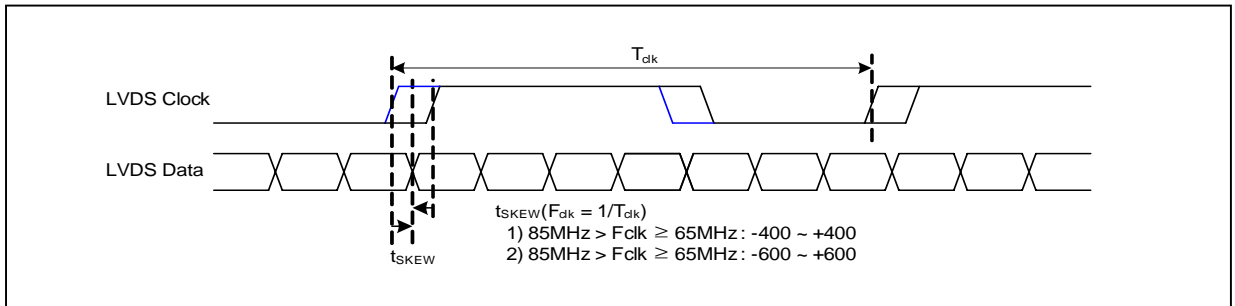 T_clk
LVDS Clock
LVDS Data
t_SKEW(F_clk = 1/T_clk)
1) 85MHz > Fclk ≥ 65MHz : -400 ~ +400
2) 85MHz > Fclk ≥ 65MHz : -600 ~ +600
t_SKEW